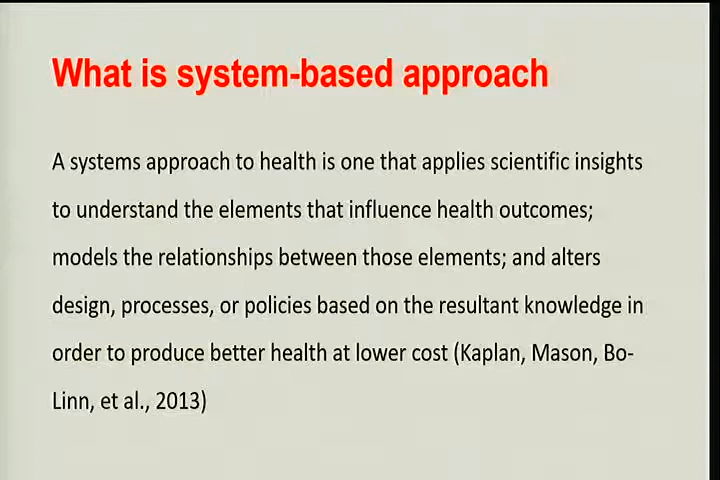 What is system-based approach
A systems approach to health is one that applies scientific insights
to understand the elements that influence health outcomes;
models the relationships between those elements; and alters
design, processes, or policies based on the resultant knowledge in
order to produce better health at lower cost (Kaplan, Mason, Bo-
Linn, et al., 2013)